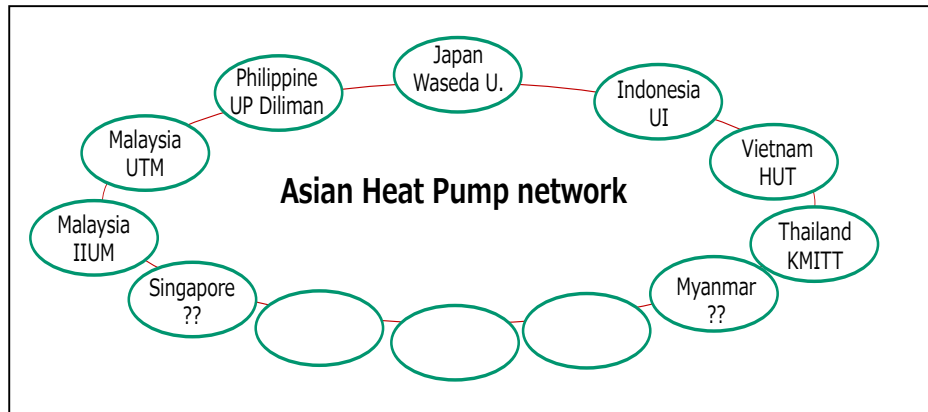 Japan
Waseda U.
Philippine
UP Diliman
Indonesia
UI
Malaysia
UTM
Vietnam
HUT
Asian Heat Pump network
Malaysia
IIUM
Thailand
KMITT
Singapore
??
Myanmar
??